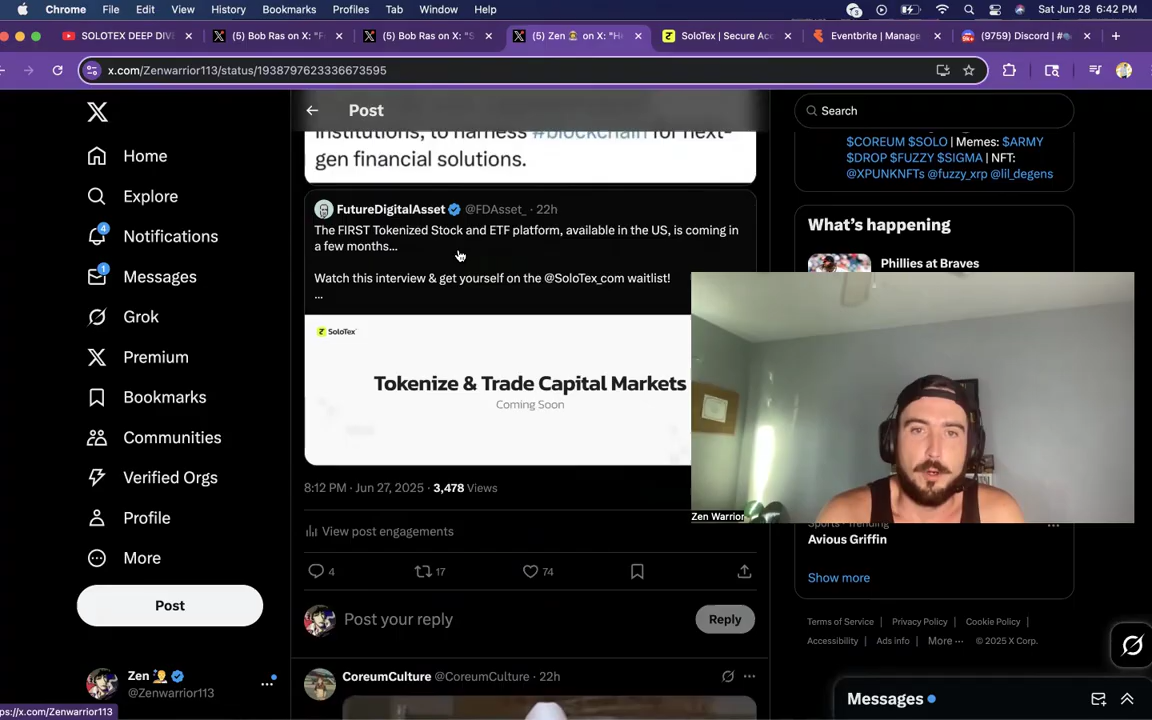 Chrome File Edit View History Bookmarks Profiles Tab Window Help
3
Sat Jun 28 6:42 PM
SOLOTEX DEEP DIV
(5) Bob Ras on X: "F
(5) Bob Ras on X: "S
(5) Zen on X: "H
SoloTex | Secure Acc
Eventbrite | Manage
(9759) Discord | #
x.com/Zenwarrior113/status/1938797623336673595
Home
Explore
4
Notifications
1
Messages
Grok
Premium
Bookmarks
Communities
Verified Orgs
Profile
More
Post
Zen
@Zenwarrior113
ps://x.com/Zenwarrior113
Post
institutions, to harness #blockchain for next-
gen financial solutions.
FutureDigitalAsset @FDAsset_ · 22h
The FIRST Tokenized Stock and ETF platform, available in the US, is coming in
a few months...
Watch this interview & get yourself on the @SoloTex_com waitlist!
...
SoloTex
Tokenize & Trade Capital Markets
Coming Soon
8:12 PM · Jun 27, 2025 · 3,478 Views
View post engagements
4 17 74
Post your reply
Reply
CoreumCulture @CoreumCulture · 22h
Search
$COREUM $SOLO | Memes: $ARMY
$DROP $FUZZY $SIGMA | NFT:
@XPUNKNFTs @fuzzy_xrp @lil_degens
What's happening
Phillies at Braves
Zen Warrior
Sports · Trending
Avious Griffin
Show more
Terms of Service | Privacy Policy | Cookie Policy |
Accessibility | Ads info | More ··· © 2025 X Corp.
Messages